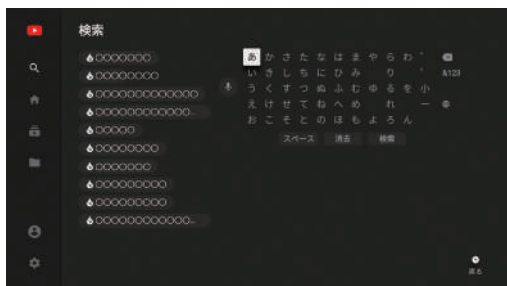 検索
○○○○○○○
○○○○○○○○
○○○○○○○○○○○○○
○○○○○○○○○○○○...
○○○○○
○○○○○○○○
○○○○○○○
○○○○○○○○○
○○○○○○○○○
○○○○○○○○○○○○...
あ か さ た な は ま や ら わ ゛
い き し ち に ひ み り ゜ &123
う く す つ ぬ ふ む ゆ る を 小
え け せ て ね へ め れ ー
お こ そ と の ほ も よ ろ ん
スペース 消去 検索
戻る